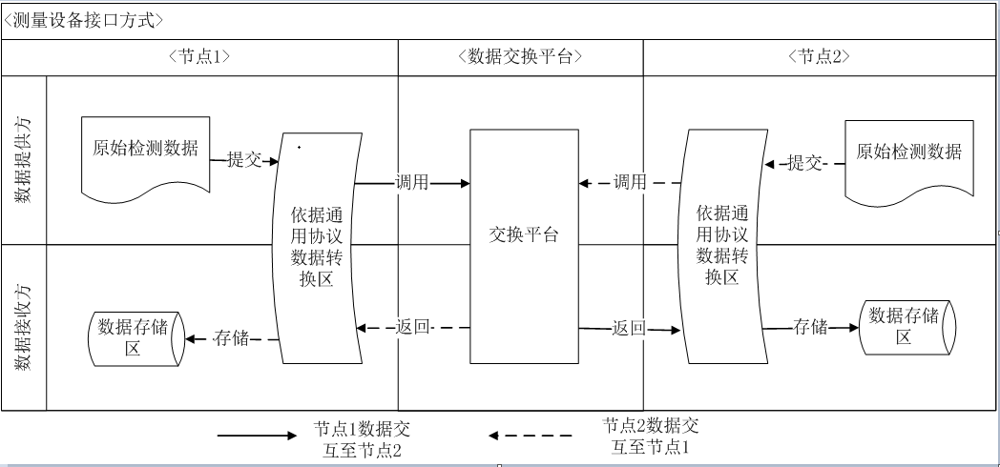 <测量设备接口方式>
<节点1>
<数据交换平台>
<节点2>
数据提供方
原始检测数据
提交
调用
调用
提交
原始检测数据
依据通
用协议
数据转
换区
交换平台
依据通
用协议
数据转
换区
数据接收方
数据存储
区
存储
返回
返回
存储
数据存储
区
节点1数据交
互至节点2
节点2数据交
互至节点1